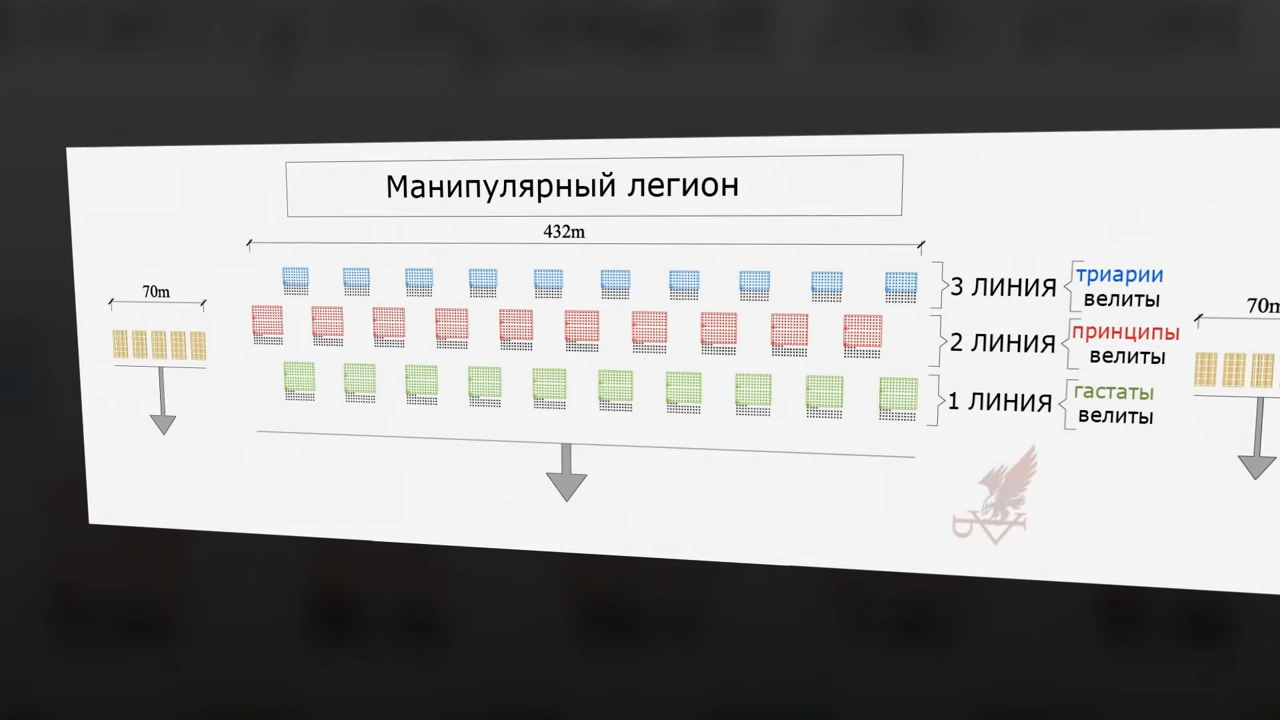 Манипулярный легион
432m
70m
3 ЛИНИЯ
триарии
велиты
2 ЛИНИЯ
принципы
велиты
1 ЛИНИЯ
гастаты
велиты
70m